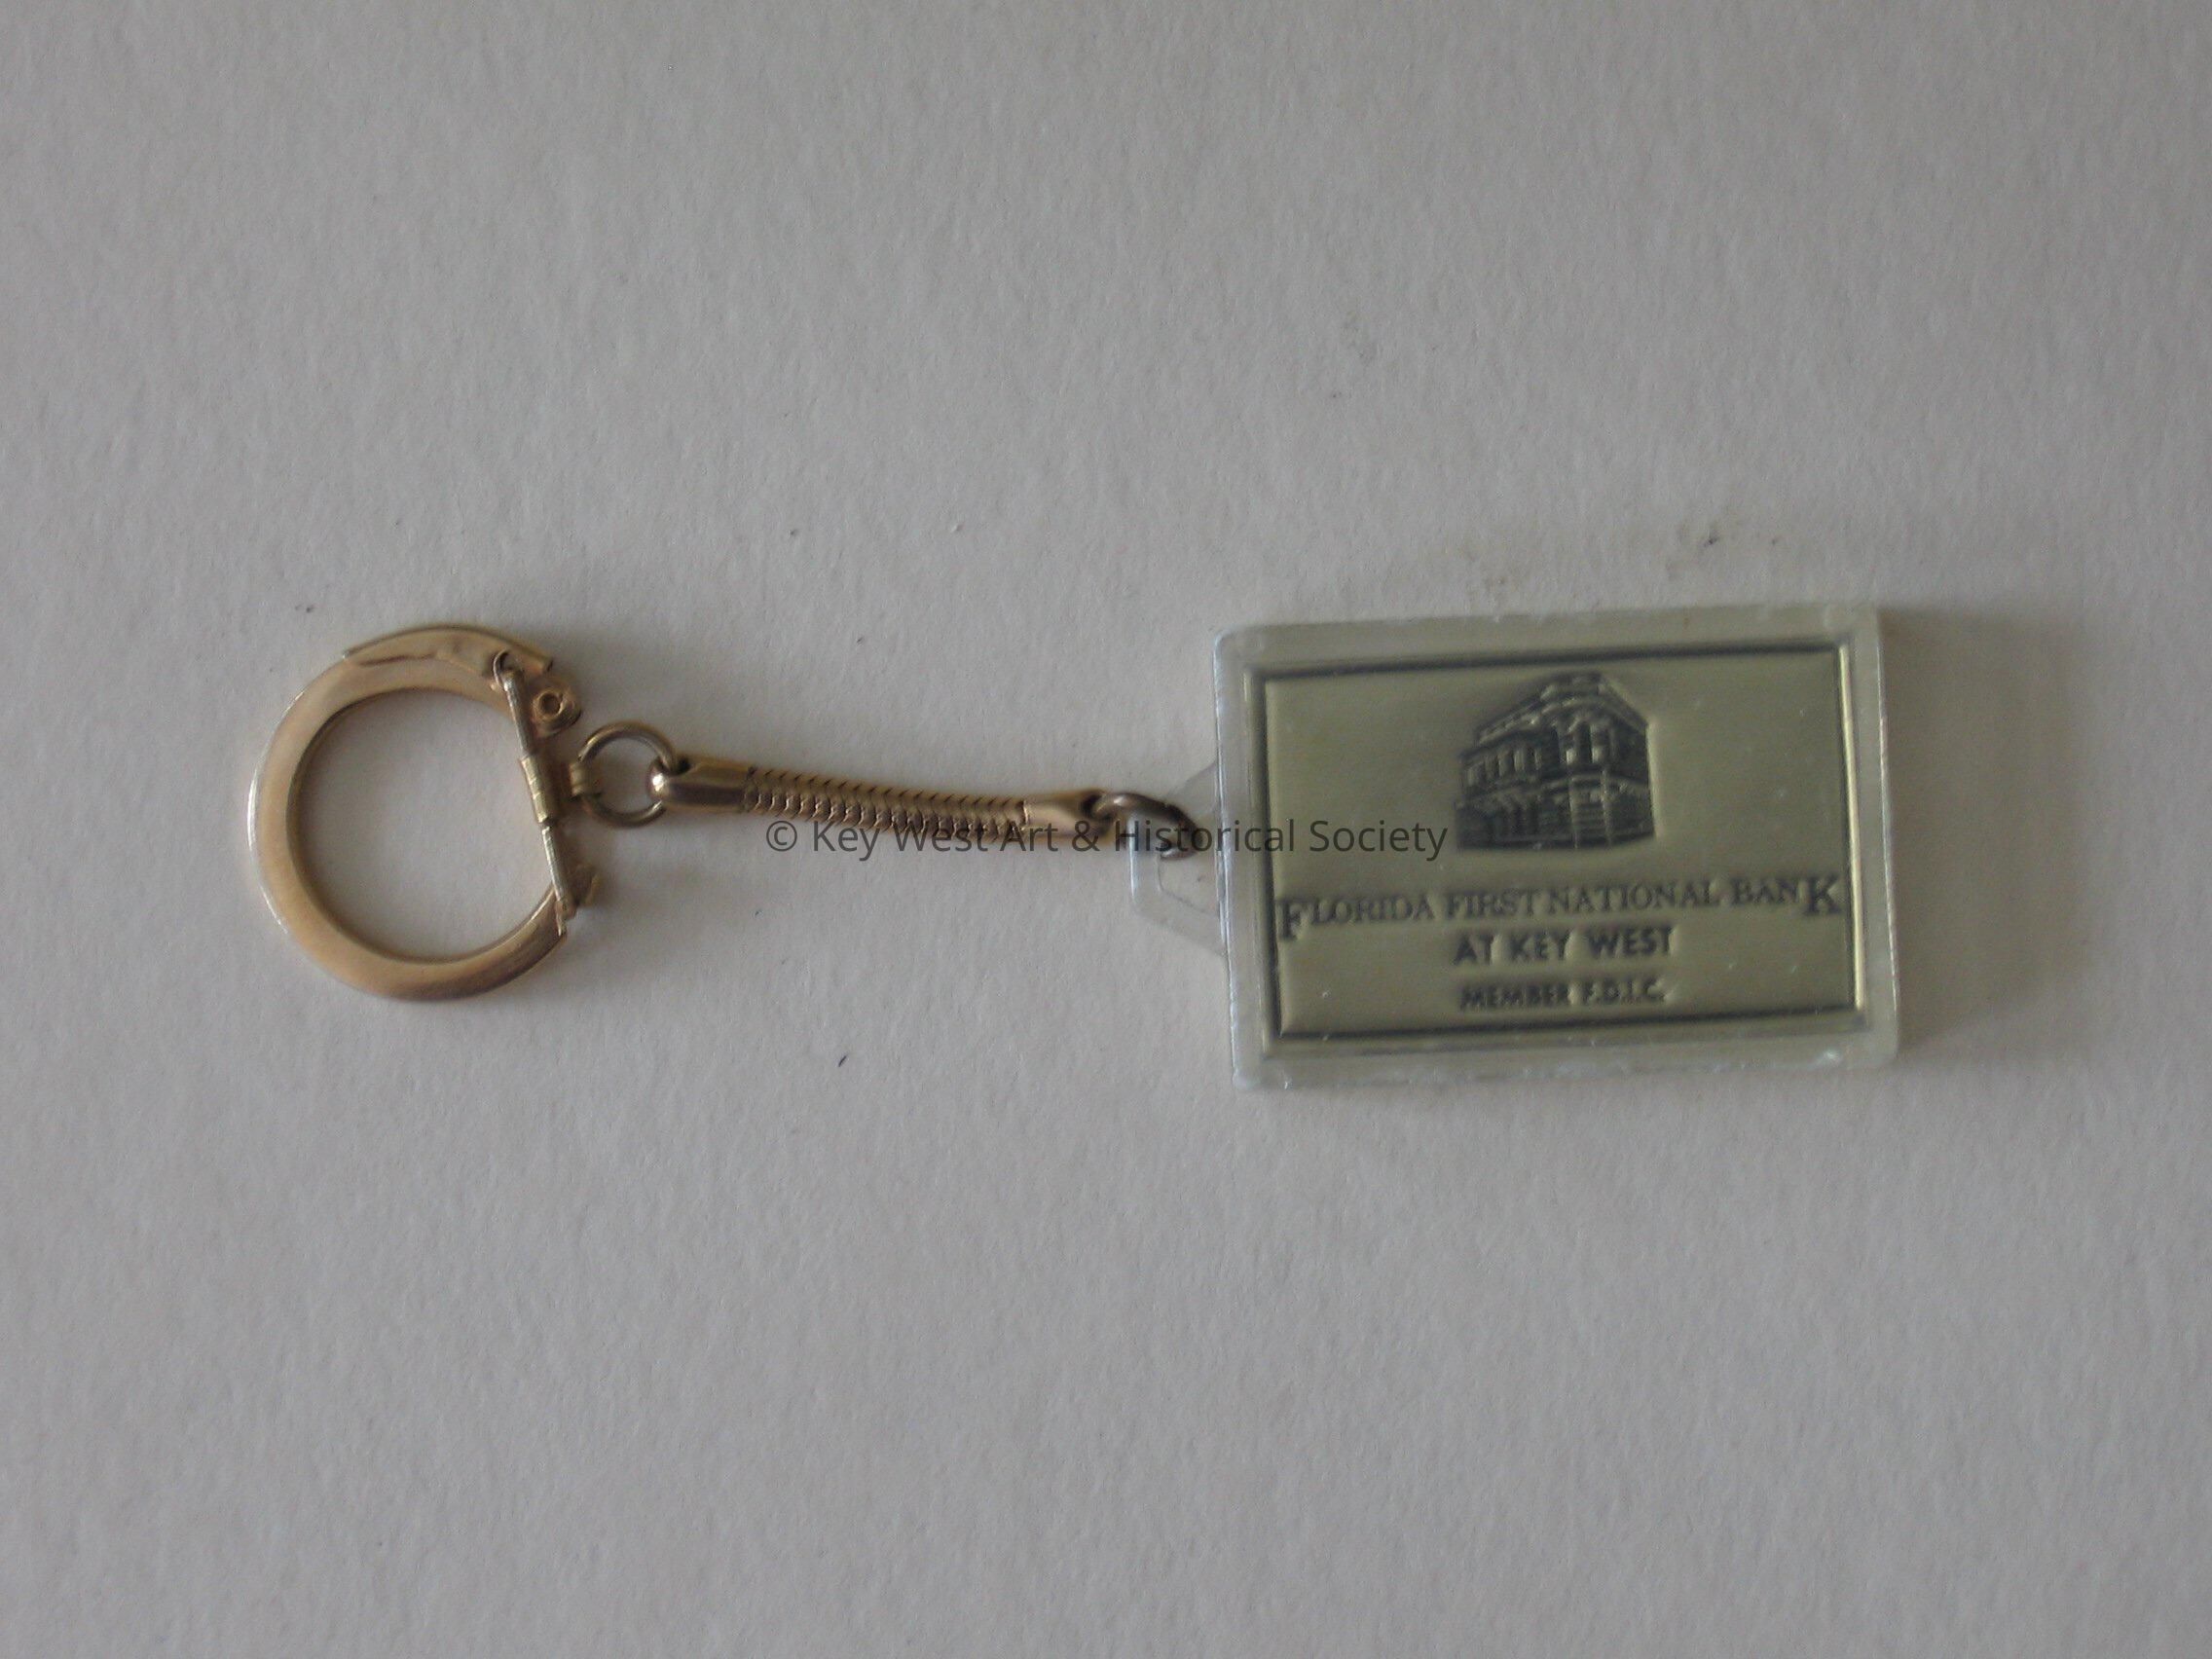 © Key West Art & Historical Society
FLORIDA FIRST NATIONAL BANK
AT KEY WEST
MEMBER F.D.I.C.